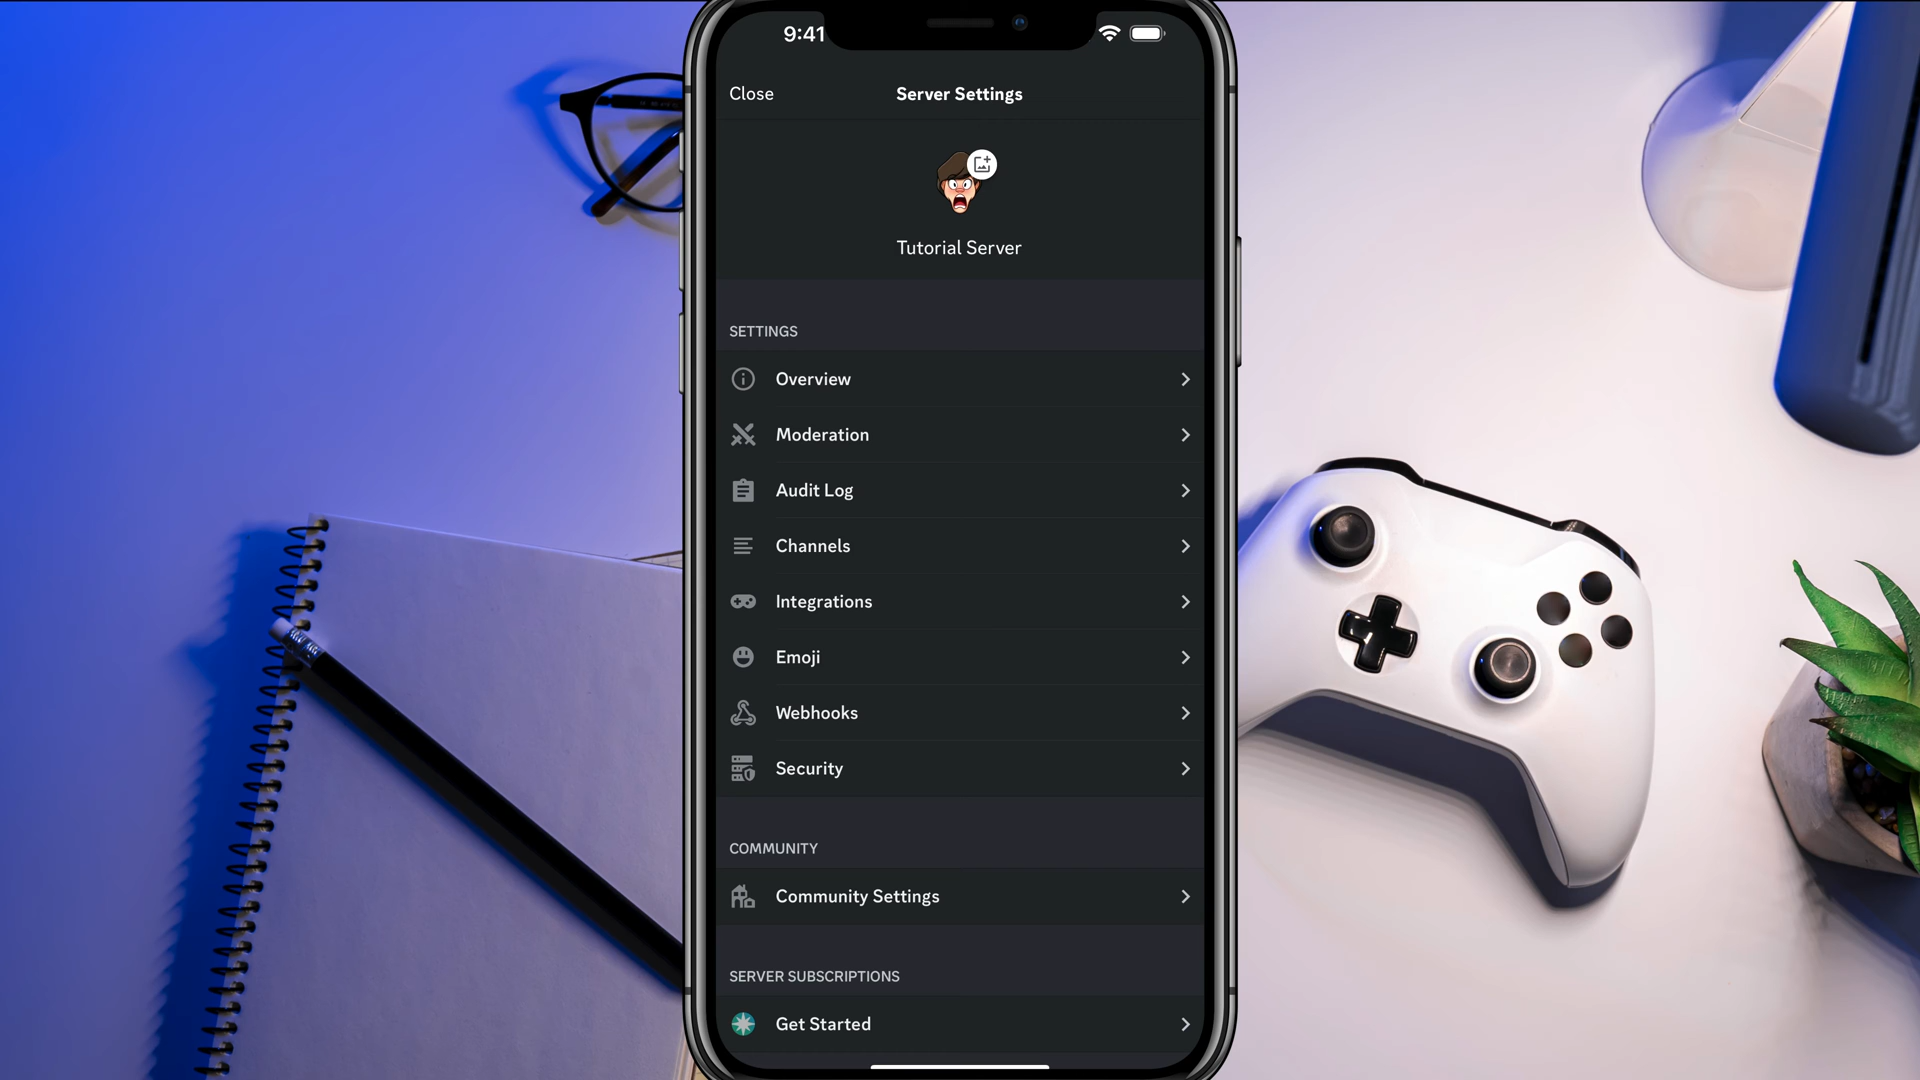 9:41
Close
Server Settings
Tutorial Server
SETTINGS
Overview
Moderation
Audit Log
Channels
Integrations
Emoji
Webhooks
Security
COMMUNITY
Community Settings
SERVER SUBSCRIPTIONS
Get Started